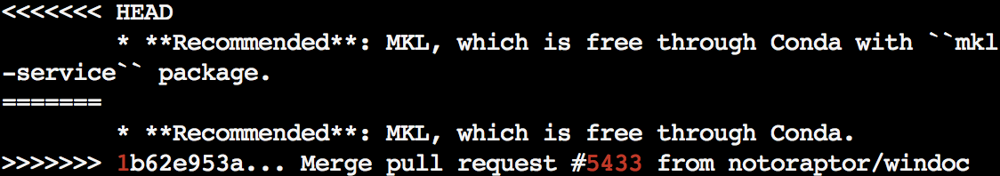 <<<<<<< HEAD
* **Recommended**: MKL, which is free through Conda with ``mkl
-service`` package.
=======
* **Recommended**: MKL, which is free through Conda.
>>>>>>> 1b62e953a... Merge pull request #5433 from notoraptor/windoc